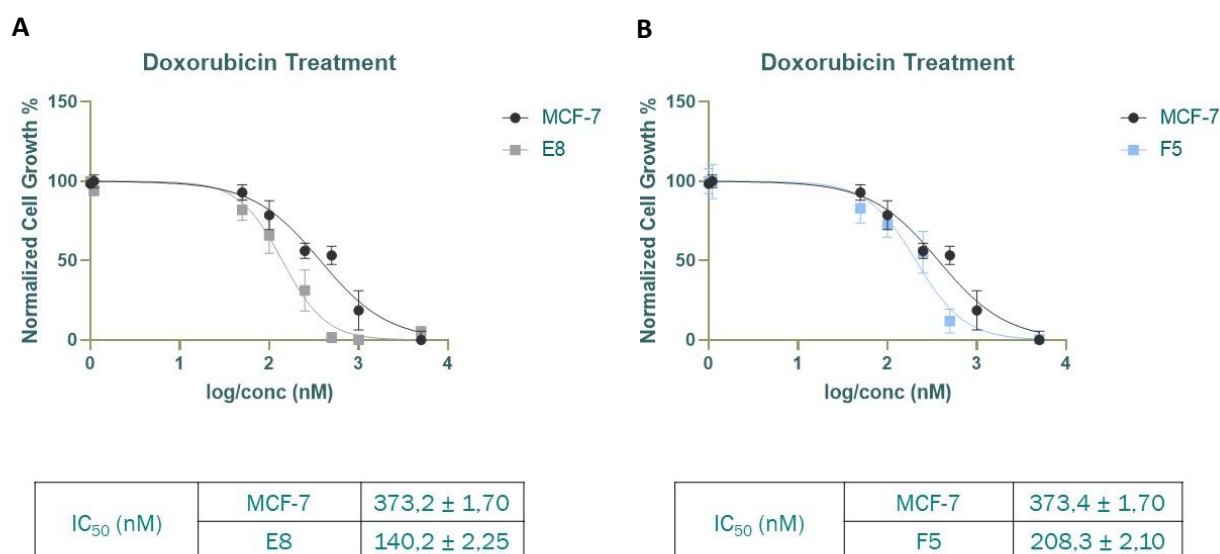 A
Doxorubicin Treatment
Normalized Cell Growth %
150
100
50
0
0 1 2 3 4
log/conc (nM)
MCF-7
E8
IC₅₀ (nM)
MCF-7 373,2 ± 1,70
E8 140,2 ± 2,25
B
Doxorubicin Treatment
Normalized Cell Growth %
150
100
50
0
0 1 2 3 4
log/conc (nM)
MCF-7
F5
IC₅₀ (nM)
MCF-7 373,4 ± 1,70
F5 208,3 ± 2,10